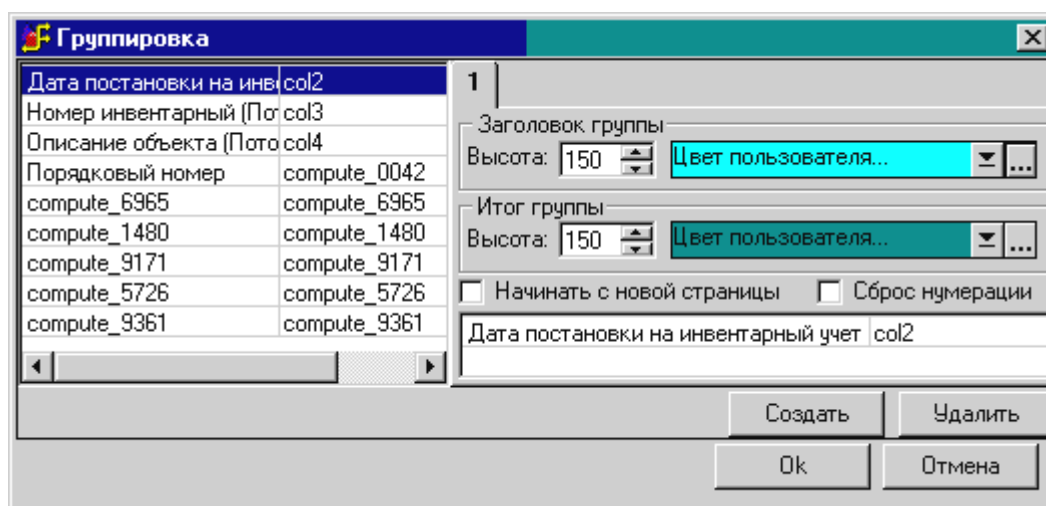 Группировка
Дата постановки на инв col2
Номер инвентарный (По col3
Описание объекта (Пото col4
Порядковый номер compute_0042
compute_6965 compute_6965
compute_1480 compute_1480
compute_9171 compute_9171
compute_5726 compute_5726
compute_9361 compute_9361
1
Заголовок группы
Высота: 150 Цвет пользователя... ...
Итог группы
Высота: 150 Цвет пользователя... ...
Начинать с новой страницы Сброс нумерации
Дата постановки на инвентарный учет col2
Создать Удалить
Ok Отмена